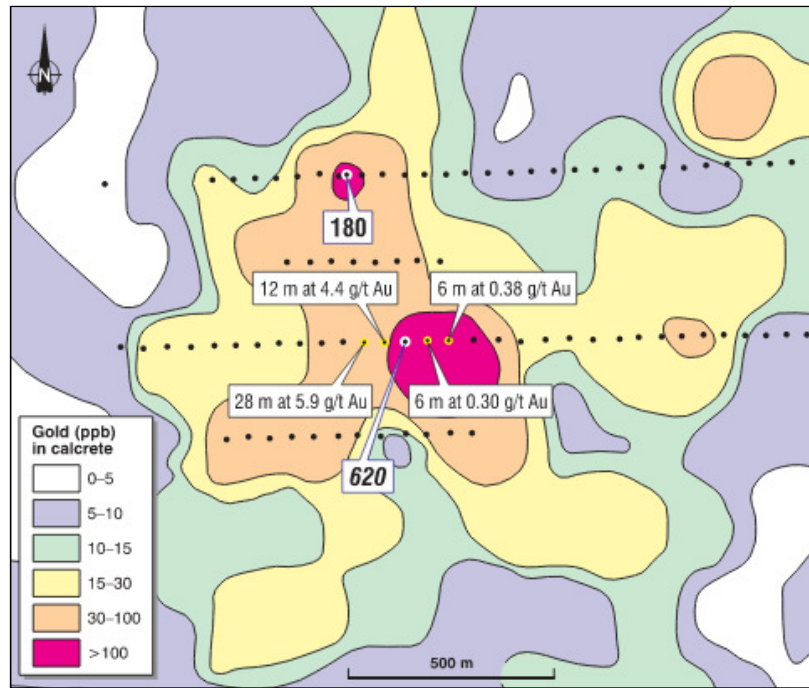 N
180
12 m at 4.4 g/t Au
6 m at 0.38 g/t Au
28 m at 5.9 g/t Au
6 m at 0.30 g/t Au
620
Gold (ppb)
in calcrete
0–5
5–10
10–15
15–30
30–100
>100
500 m